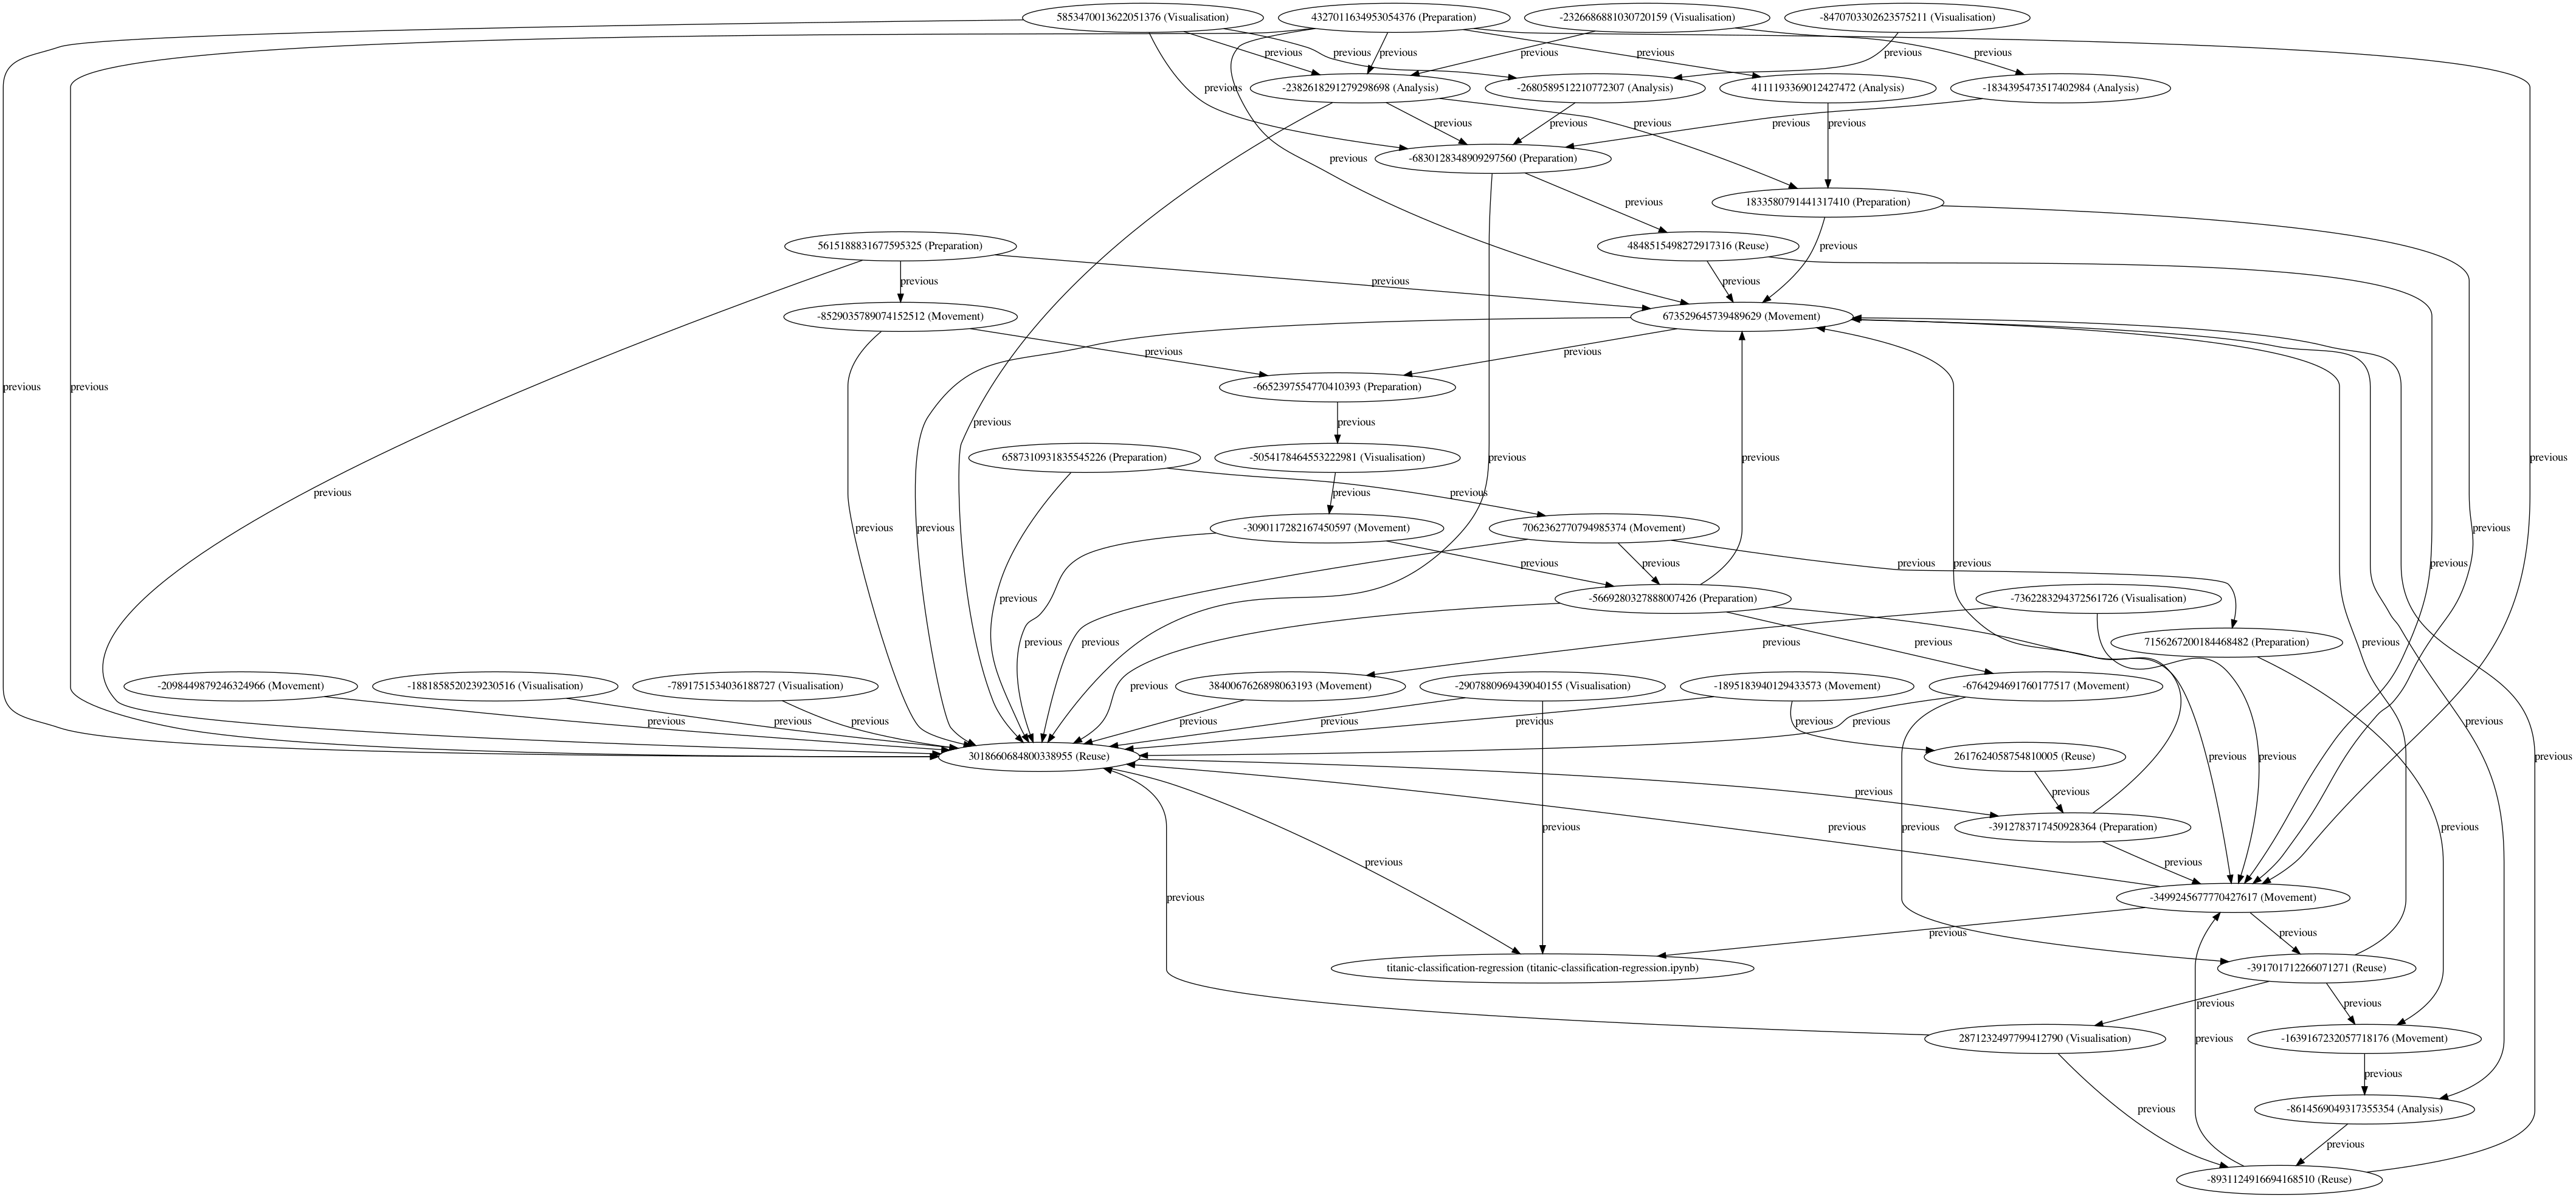 5853470013622051376 (Visualisation)
4327011634953054376 (Preparation)
-2326686881030720159 (Visualisation)
-8470703302623575211 (Visualisation)
previous
previous
previous
previous
previous
previous
previous
-2382618291279298698 (Analysis)
-2680589512210772307 (Analysis)
4111193369012427472 (Analysis)
-1834395473517402984 (Analysis)
previous
previous
previous
previous
previous
previous
-6830128348909297560 (Preparation)
previous
1833580791441317410 (Preparation)
previous
5615188831677595325 (Preparation)
4848515498272917316 (Reuse)
previous
previous
previous
previous
-8529035789074152512 (Movement)
673529645739489629 (Movement)
previous
previous
previous
previous
-6652397554770410393 (Preparation)
previous
previous
6587310931835545226 (Preparation)
-5054178464553222981 (Visualisation)
previous
previous
previous
previous
previous
previous
-3090117282167450597 (Movement)
7062362770794985374 (Movement)
previous
previous
previous
previous
previous
previous
previous
previous
-5669280327888007426 (Preparation)
-7362283294372561726 (Visualisation)
previous
previous
previous
previous
previous
previous
7156267200184468482 (Preparation)
-2098449879246324966 (Movement)
-1881858520239230516 (Visualisation)
-7891751534036188727 (Visualisation)
3840067626898063193 (Movement)
-2907880969439040155 (Visualisation)
-1895183940129433573 (Movement)
-6764294691760177517 (Movement)
previous
previous
previous
previous
previous
previous
previous
previous
previous
previous
3018660684800338955 (Reuse)
2617624058754810005 (Reuse)
previous
previous
previous
previous
previous
-3912783717450928364 (Preparation)
previous
previous
previous
previous
previous
previous
-3499245677770427617 (Movement)
previous
previous
previous
titanic-classification-regression (titanic-classification-regression.ipynb)
-391701712266071271 (Reuse)
previous
previous
2871232497799412790 (Visualisation)
-1639167232057718176 (Movement)
previous
previous
previous
-8614569049317355354 (Analysis)
previous
-8931124916694168510 (Reuse)